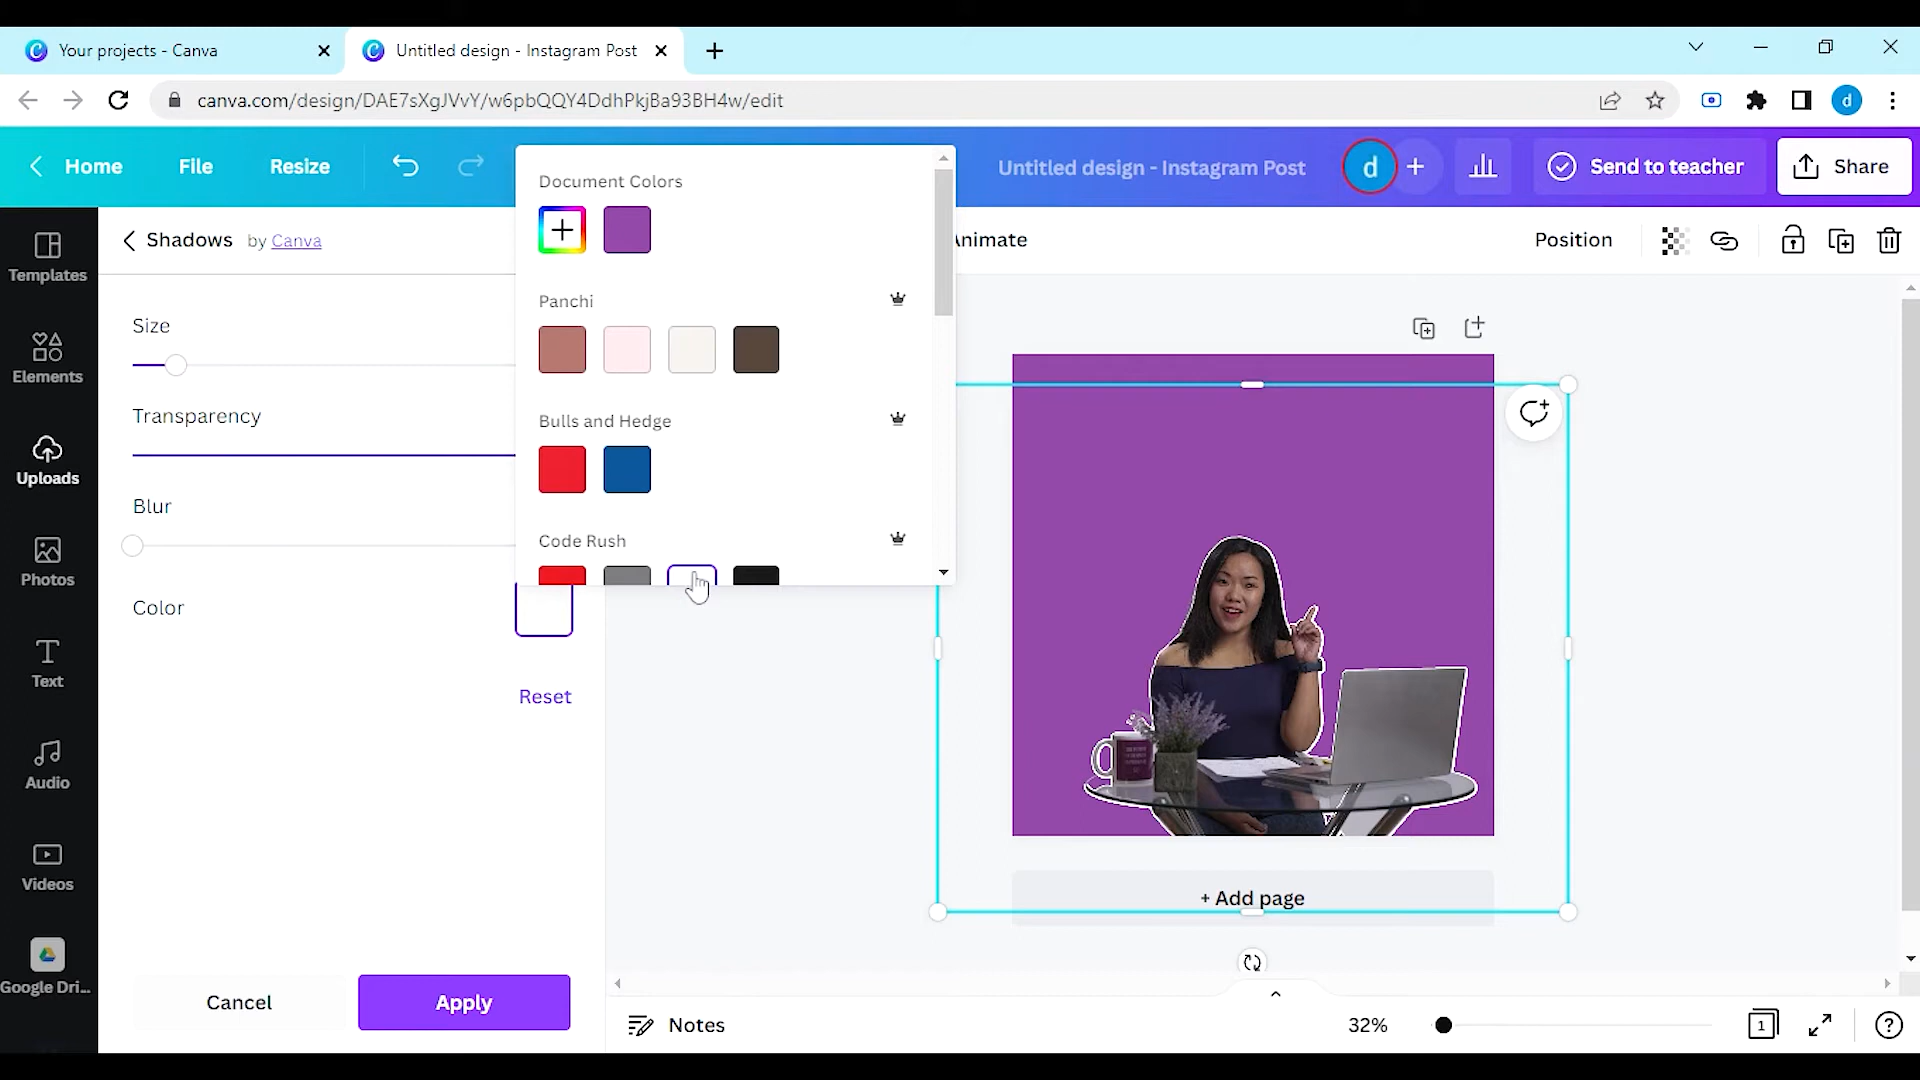 Your projects - Canva
Untitled design - Instagram Post
canva.com/design/DAE7sXgJVvY/w6pbQQY4DdhPkjBa93BH4w/edit
d
Home
File
Resize
Untitled design - Instagram Post
d
Send to teacher
Share
Templates
Elements
Uploads
Photos
Text
Audio
Videos
Google Dri...
Shadows by Canva
Size
Transparency
Blur
Color
Reset
Cancel
Apply
Document Colors
Panchi
Bulls and Hedge
Code Rush
Animate
Position
+ Add page
Notes
32%
1